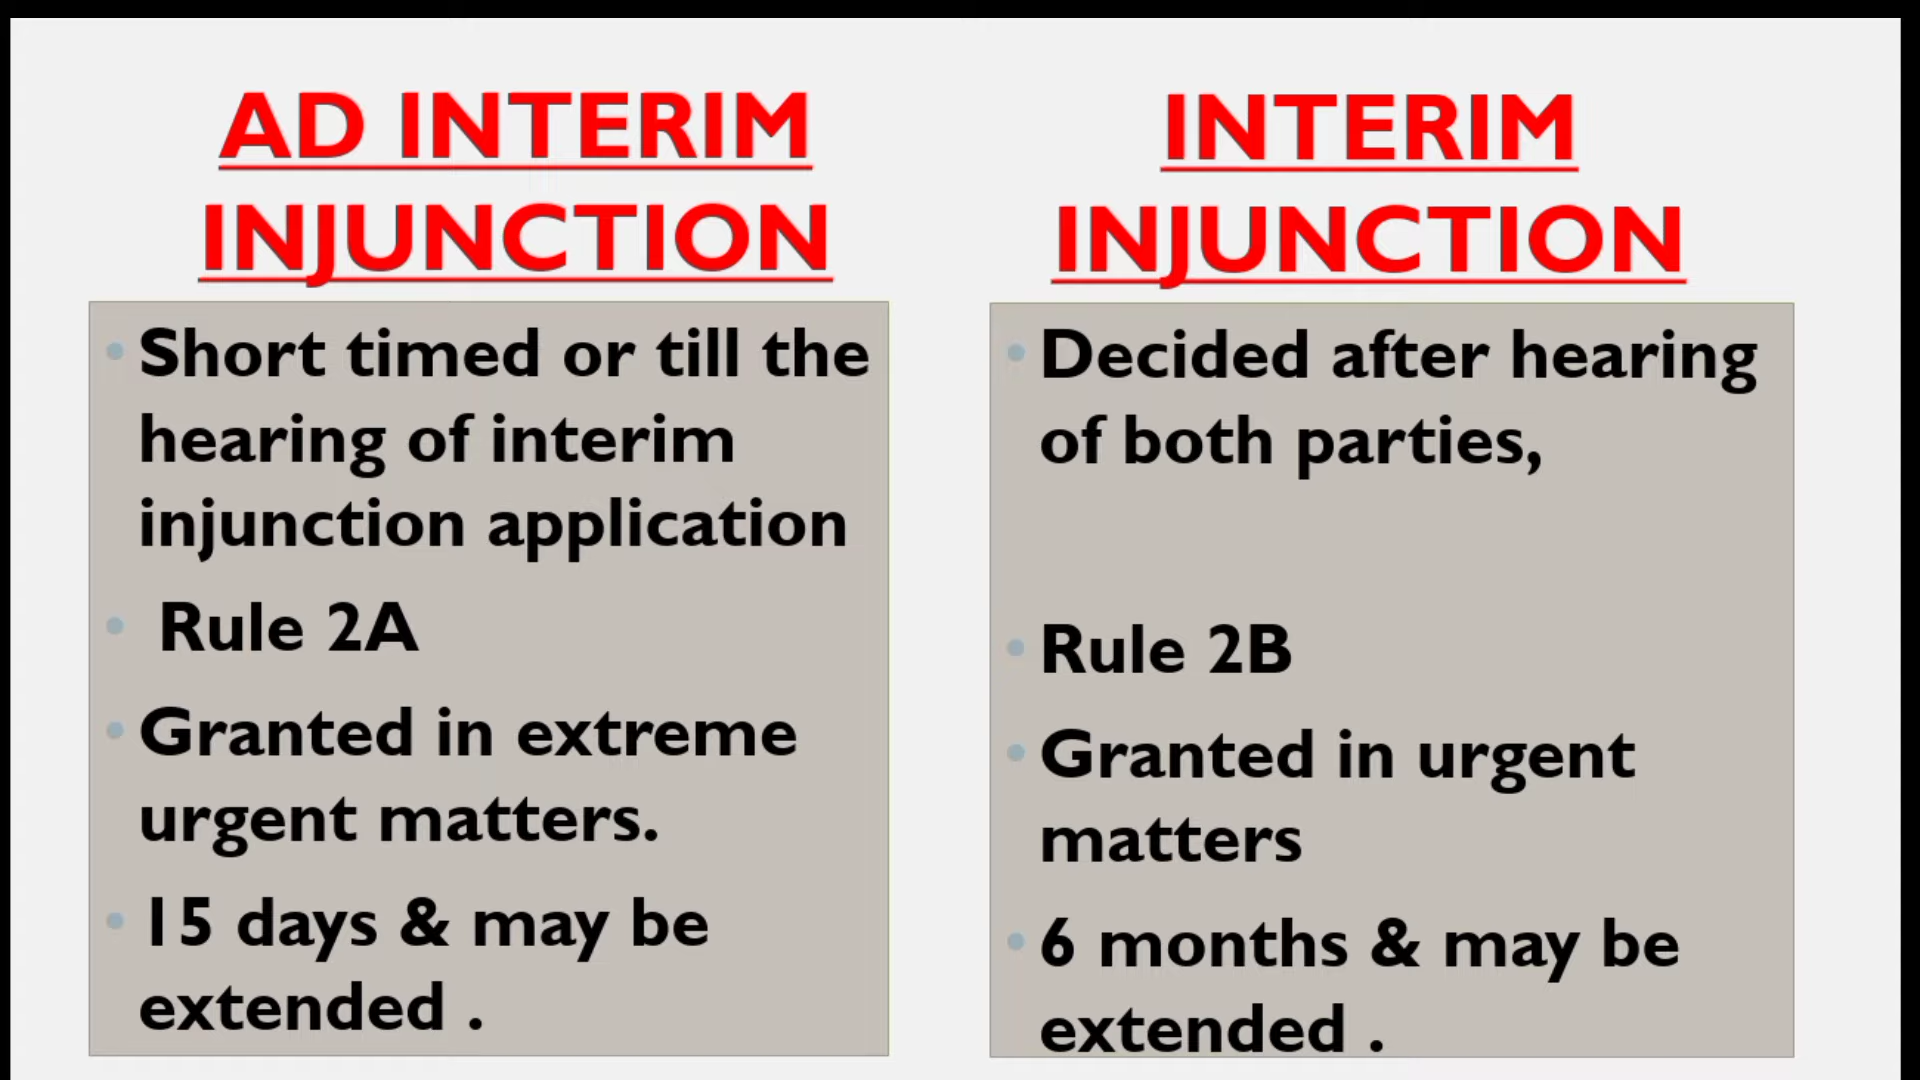 AD INTERIM
INJUNCTION
• Short timed or till the
hearing of interim
injunction application
• Rule 2A
• Granted in extreme
urgent matters.
• 15 days & may be
extended .
INTERIM
INJUNCTION
• Decided after hearing
of both parties,
• Rule 2B
• Granted in urgent
matters
• 6 months & may be
extended .